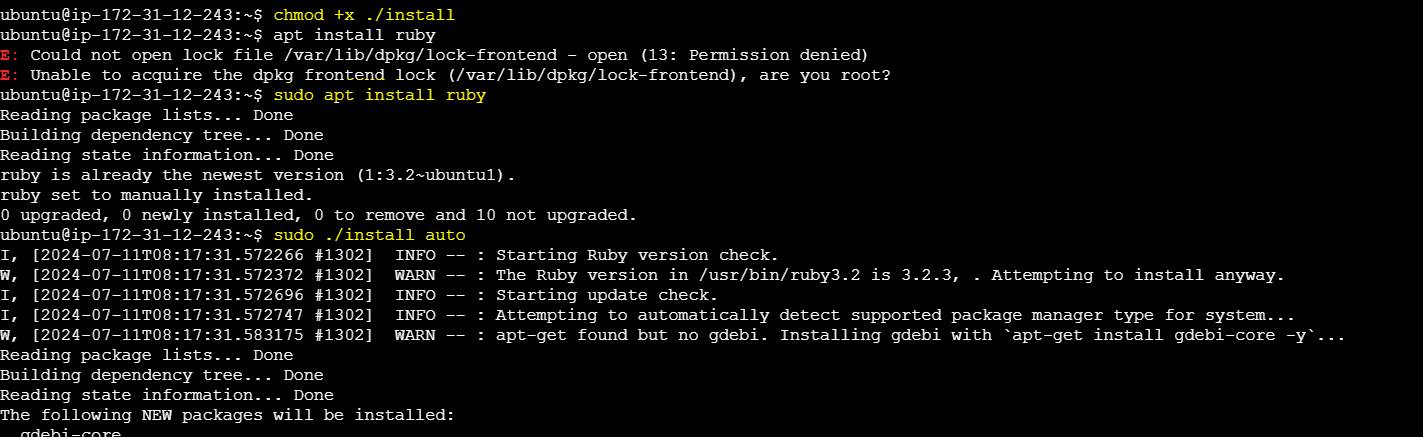 ubuntu@ip-172-31-12-243:~$ chmod +x ./install
ubuntu@ip-172-31-12-243:~$ apt install ruby
E: Could not open lock file /var/lib/dpkg/lock-frontend - open (13: Permission denied)
E: Unable to acquire the dpkg frontend lock (/var/lib/dpkg/lock-frontend), are you root?
ubuntu@ip-172-31-12-243:~$ sudo apt install ruby
Reading package lists... Done
Building dependency tree... Done
Reading state information... Done
ruby is already the newest version (1:3.2~ubuntu1).
ruby set to manually installed.
0 upgraded, 0 newly installed, 0 to remove and 10 not upgraded.
ubuntu@ip-172-31-12-243:~$ sudo ./install auto
I, [2024-07-11T08:17:31.572266 #1302]  INFO -- : Starting Ruby version check.
W, [2024-07-11T08:17:31.572372 #1302]  WARN -- : The Ruby version in /usr/bin/ruby3.2 is 3.2.3, . Attempting to install anyway.
I, [2024-07-11T08:17:31.572696 #1302]  INFO -- : Starting update check.
I, [2024-07-11T08:17:31.572747 #1302]  INFO -- : Attempting to automatically detect supported package manager type for system...
W, [2024-07-11T08:17:31.583175 #1302]  WARN -- : apt-get found but no gdebi. Installing gdebi with `apt-get install gdebi-core -y`...
Reading package lists... Done
Building dependency tree... Done
Reading state information... Done
The following NEW packages will be installed:
  gdebi-core